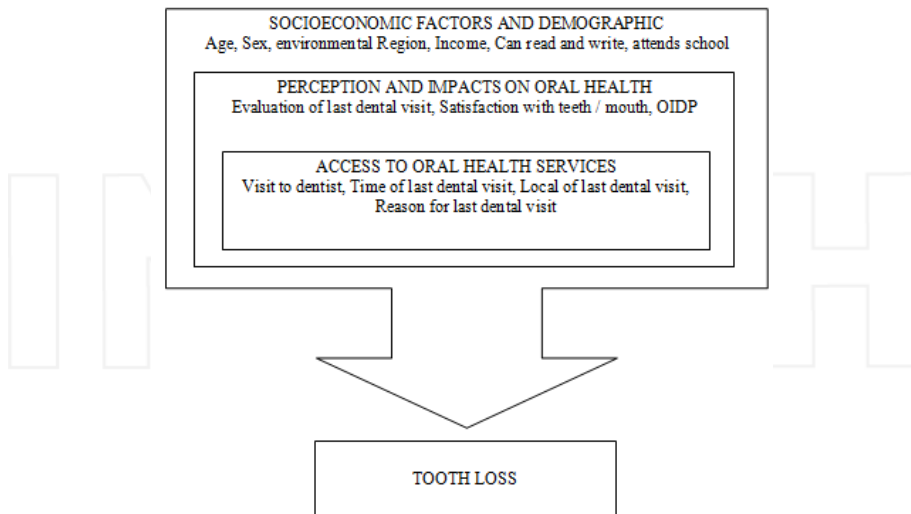 SOCIOECONOMIC FACTORS AND DEMOGRAPHIC
Age, Sex, environmental Region, Income, Can read and write, attends school
PERCEPTION AND IMPACTS ON ORAL HEALTH
Evaluation of last dental visit, Satisfaction with teeth / mouth, OIDP
ACCESS TO ORAL HEALTH SERVICES
Visit to dentist, Time of last dental visit, Local of last dental visit,
Reason for last dental visit
TOOTH LOSS